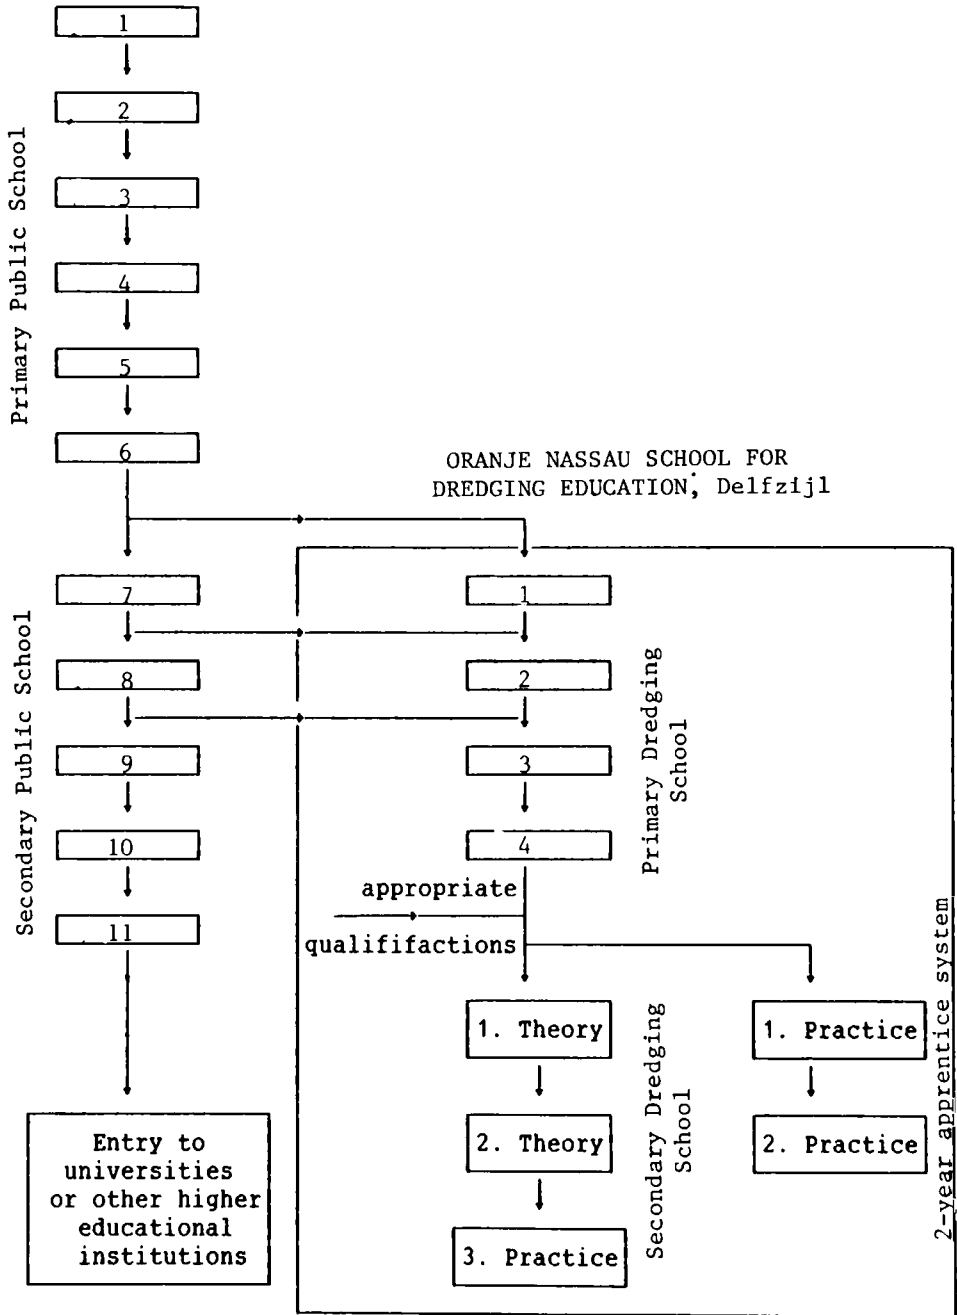 1
2
3
4
5
6
Primary Public School
ORANJE NASSAU SCHOOL FOR
DREDGING EDUCATION, Delfzijl
7
8
9
10
11
Secondary Public School
1
2
3
4
Primary Dredging
School
appropriate
qualififactions
1. Theory
2. Theory
3. Practice
Secondary Dredging
School
1. Practice
2. Practice
2-year apprentice system
Entry to
universities
or other higher
educational
institutions